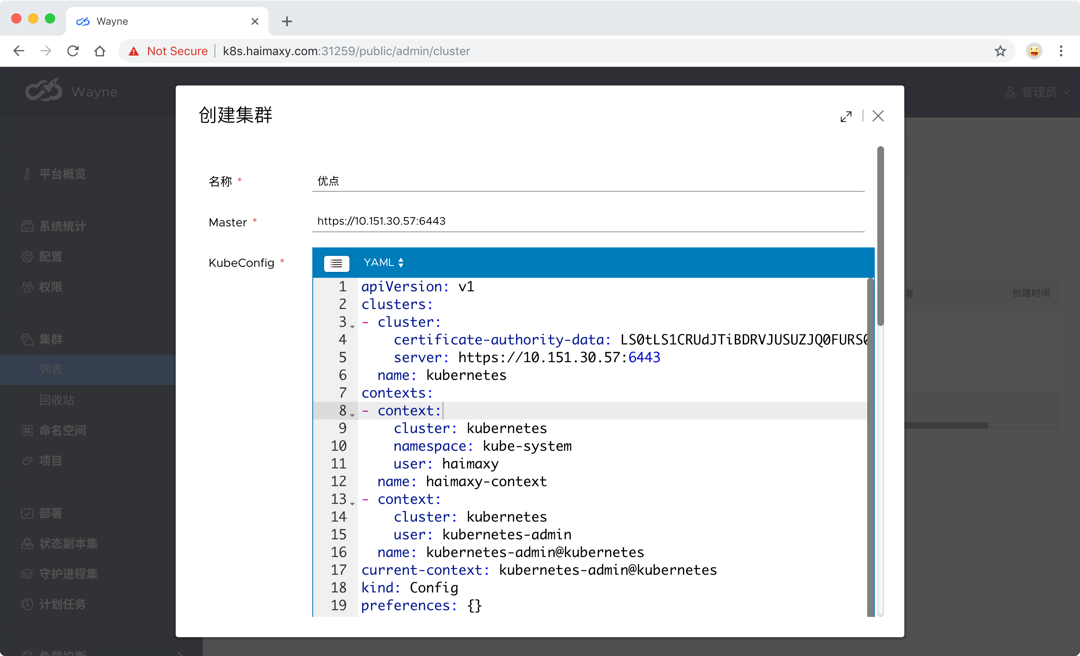 Wayne
Not Secure
k8s.haimaxy.com:31259/public/admin/cluster
Wayne
管理员
平台概览
系统统计
配置
权限
集群
列表
回收站
命名空间
项目
部署
状态副本集
守护进程集
计划任务
负载均衡
创建时间
创建集群
名称 *
优点
Master *
https://10.151.30.57:6443
KubeConfig *
YAML
1 apiVersion: v1
2 clusters:
3 - cluster:
4 certificate-authority-data: LS0tLS1CRUdJTiBDRVJUSUZJQ0FURS0
5 server: https://10.151.30.57:6443
6 name: kubernetes
7 contexts:
8 - context:
9 cluster: kubernetes
10 namespace: kube-system
11 user: haimaxy
12 name: haimaxy-context
13 - context:
14 cluster: kubernetes
15 user: kubernetes-admin
16 name: kubernetes-admin@kubernetes
17 current-context: kubernetes-admin@kubernetes
18 kind: Config
19 preferences: {}